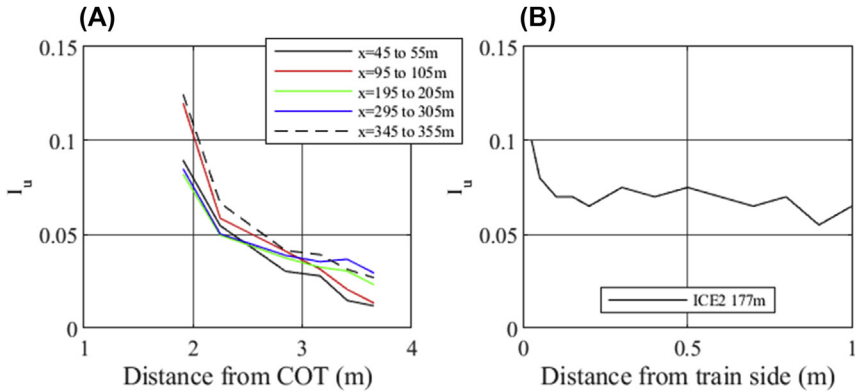 (A)
0.15
0.1
0.05
0
I_u
1
2
3
4
Distance from COT (m)
x=45 to 55m
x=95 to 105m
x=195 to 205m
x=295 to 305m
x=345 to 355m
(B)
0.15
0.1
0.05
0
I_u
0
0.5
1
Distance from train side (m)
ICE2 177m